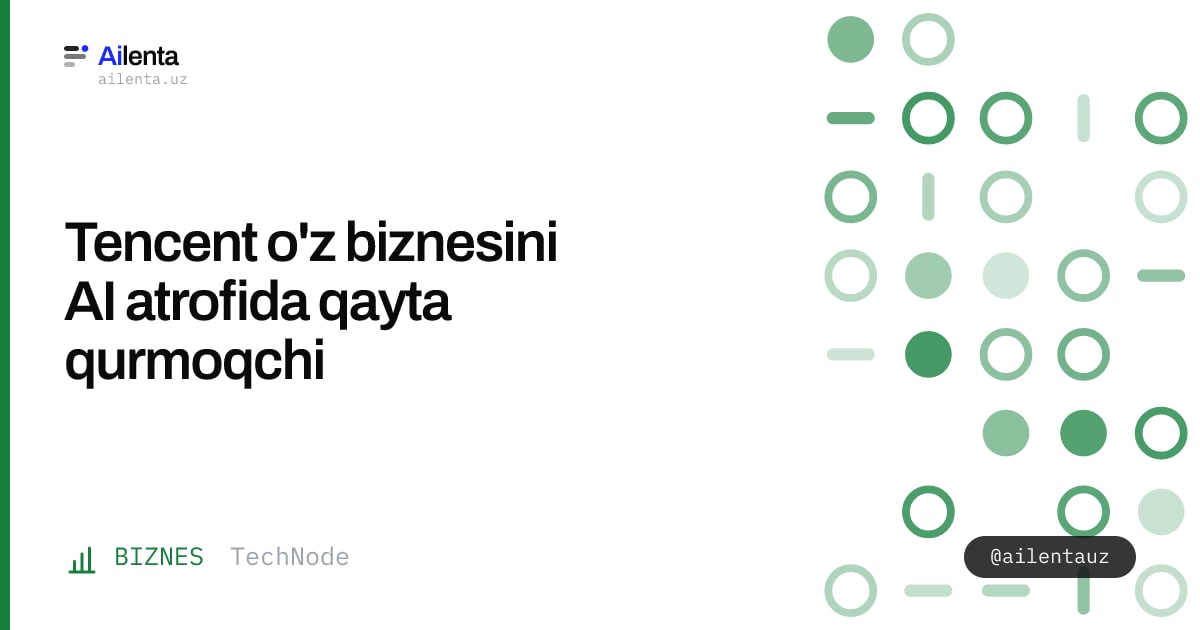 Ailenta
ailenta.uz
Tencent o'z biznesini
AI atrofida qayta
qurmoqchi
BIZNES TechNode
@ailentauz